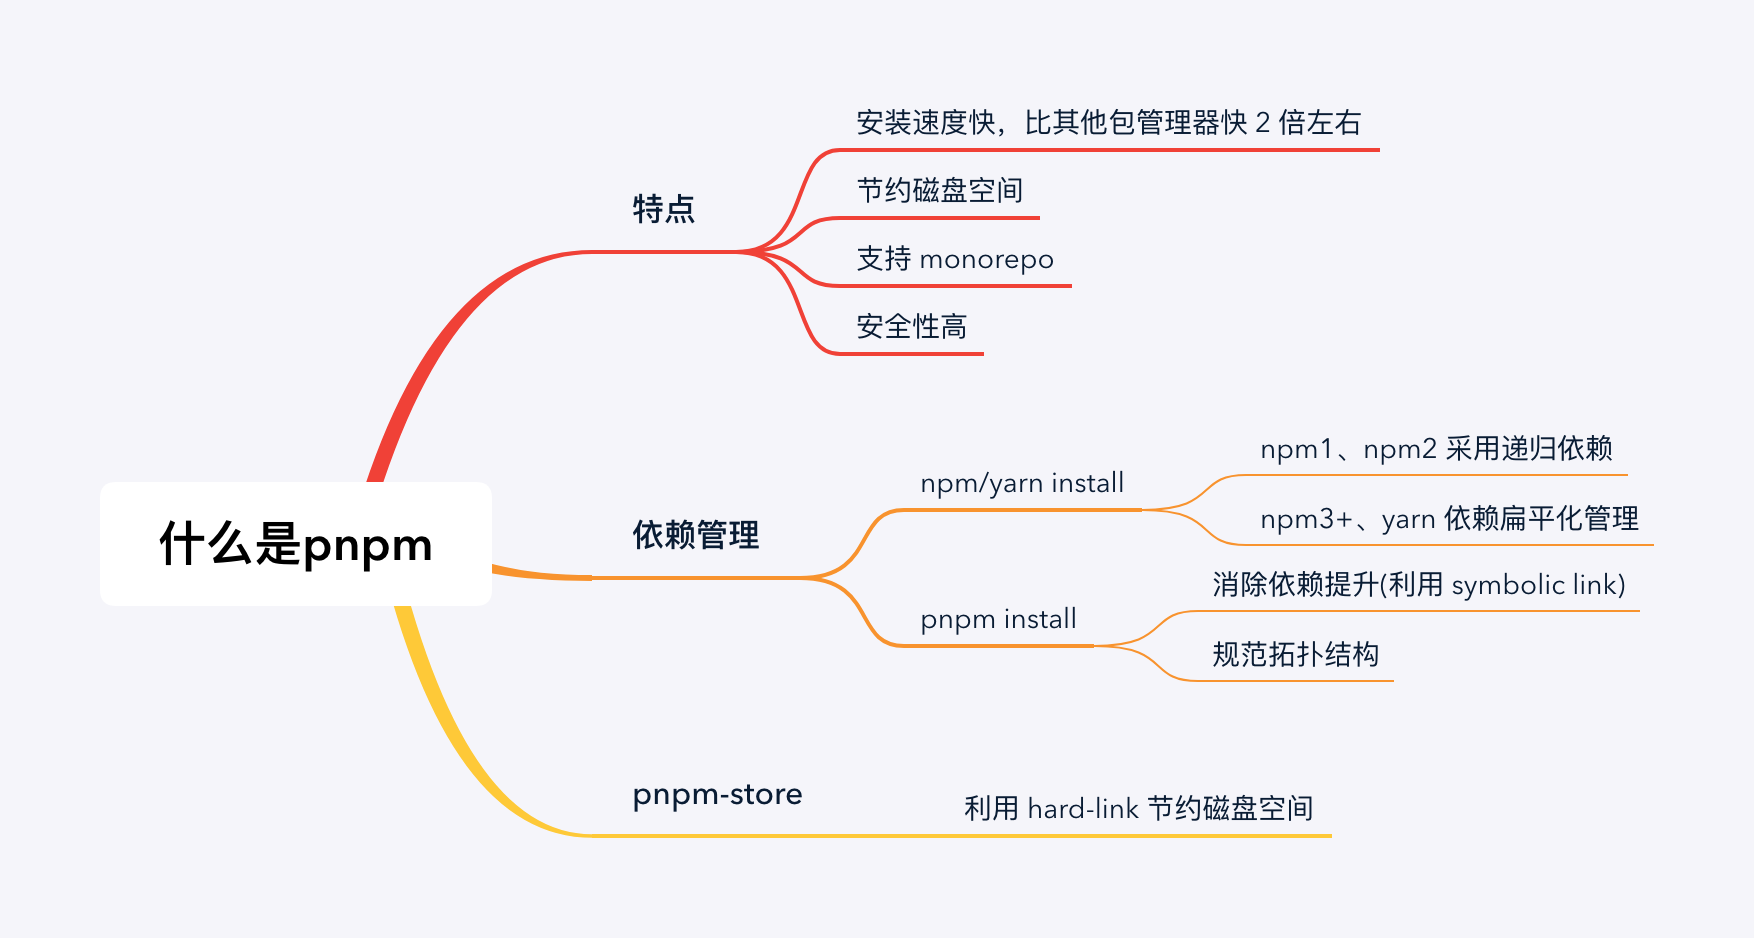 什么是pnpm
特点
安装速度快，比其他包管理器快 2 倍左右
节约磁盘空间
支持 monorepo
安全性高
依赖管理
npm/yarn install
npm1、npm2 采用递归依赖
npm3+、yarn 依赖扁平化管理
pnpm install
消除依赖提升(利用 symbolic link)
规范拓扑结构
pnpm-store
利用 hard-link 节约磁盘空间